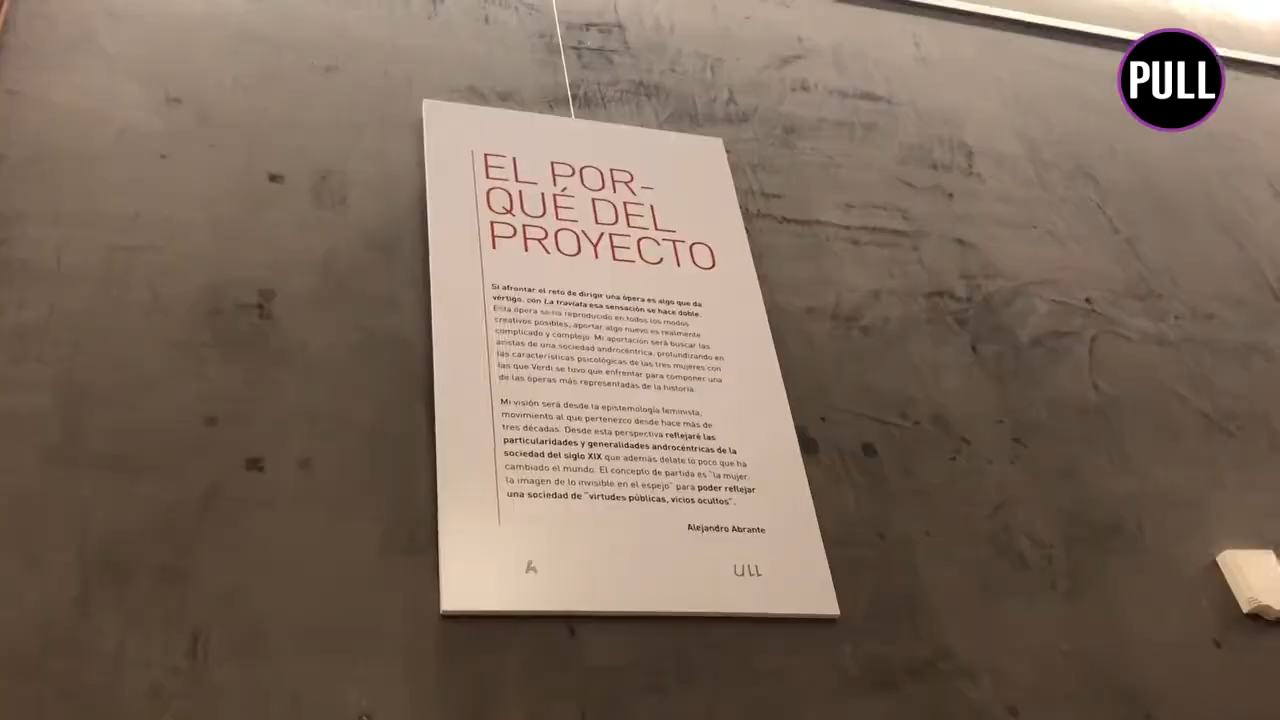 PULL
EL POR-
QUÉ DEL
PROYECTO
Si afrontar el reto de dirigir una ópera es algo que da
vértigo, con La traviata esa sensación se hace doble.
Esta ópera se ha reproducido en todos los modos
creativos posibles, aportar algo nuevo es realmente
complicado y complejo. Mi aportación será buscar las
aristas de una sociedad androcéntrica, profundizando en
las características psicológicas de las tres mujeres con
las que Verdi se tuvo que enfrentar para componer una
de las óperas más representadas de la historia.
Mi visión será desde la epistemología feminista,
movimiento al que pertenezco desde hace más de
tres décadas. Desde esta perspectiva reflejaré las
particularidades y generalidades androcéntricas de la
sociedad del siglo XIX que además delate lo poco que ha
cambiado el mundo. El concepto de partida es "la mujer:
la imagen de lo invisible en el espejo" para poder reflejar
una sociedad de "virtudes públicas, vicios ocultos".
Alejandro Abrante
ULL